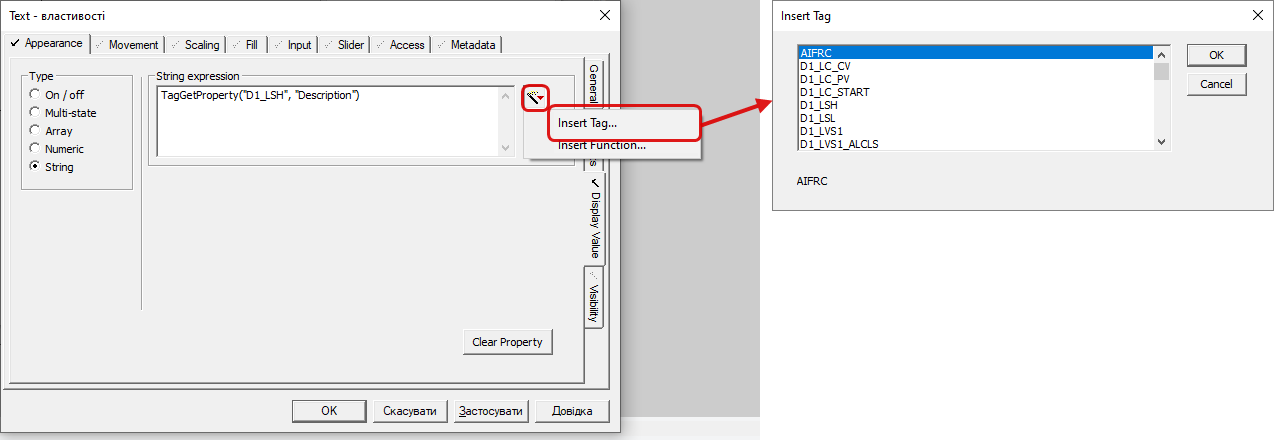 Text - властивості
Appearance
Movement
Scaling
Fill
Input
Slider
Access
Metadata
Type
On / off
Multi-state
Array
Numeric
String
String expression
TagGetProperty("D1_LSH", "Description")
Insert Tag...
Insert Function...
General
Display Value
Visibility
Clear Property
OK
Скасувати
Застосувати
Довідка
Insert Tag
AIFRC
D1_LC_CV
D1_LC_PV
D1_LC_START
D1_LSH
D1_LSL
D1_LVS1
D1_LVS1_ALCLS
OK
Cancel
AIFRC